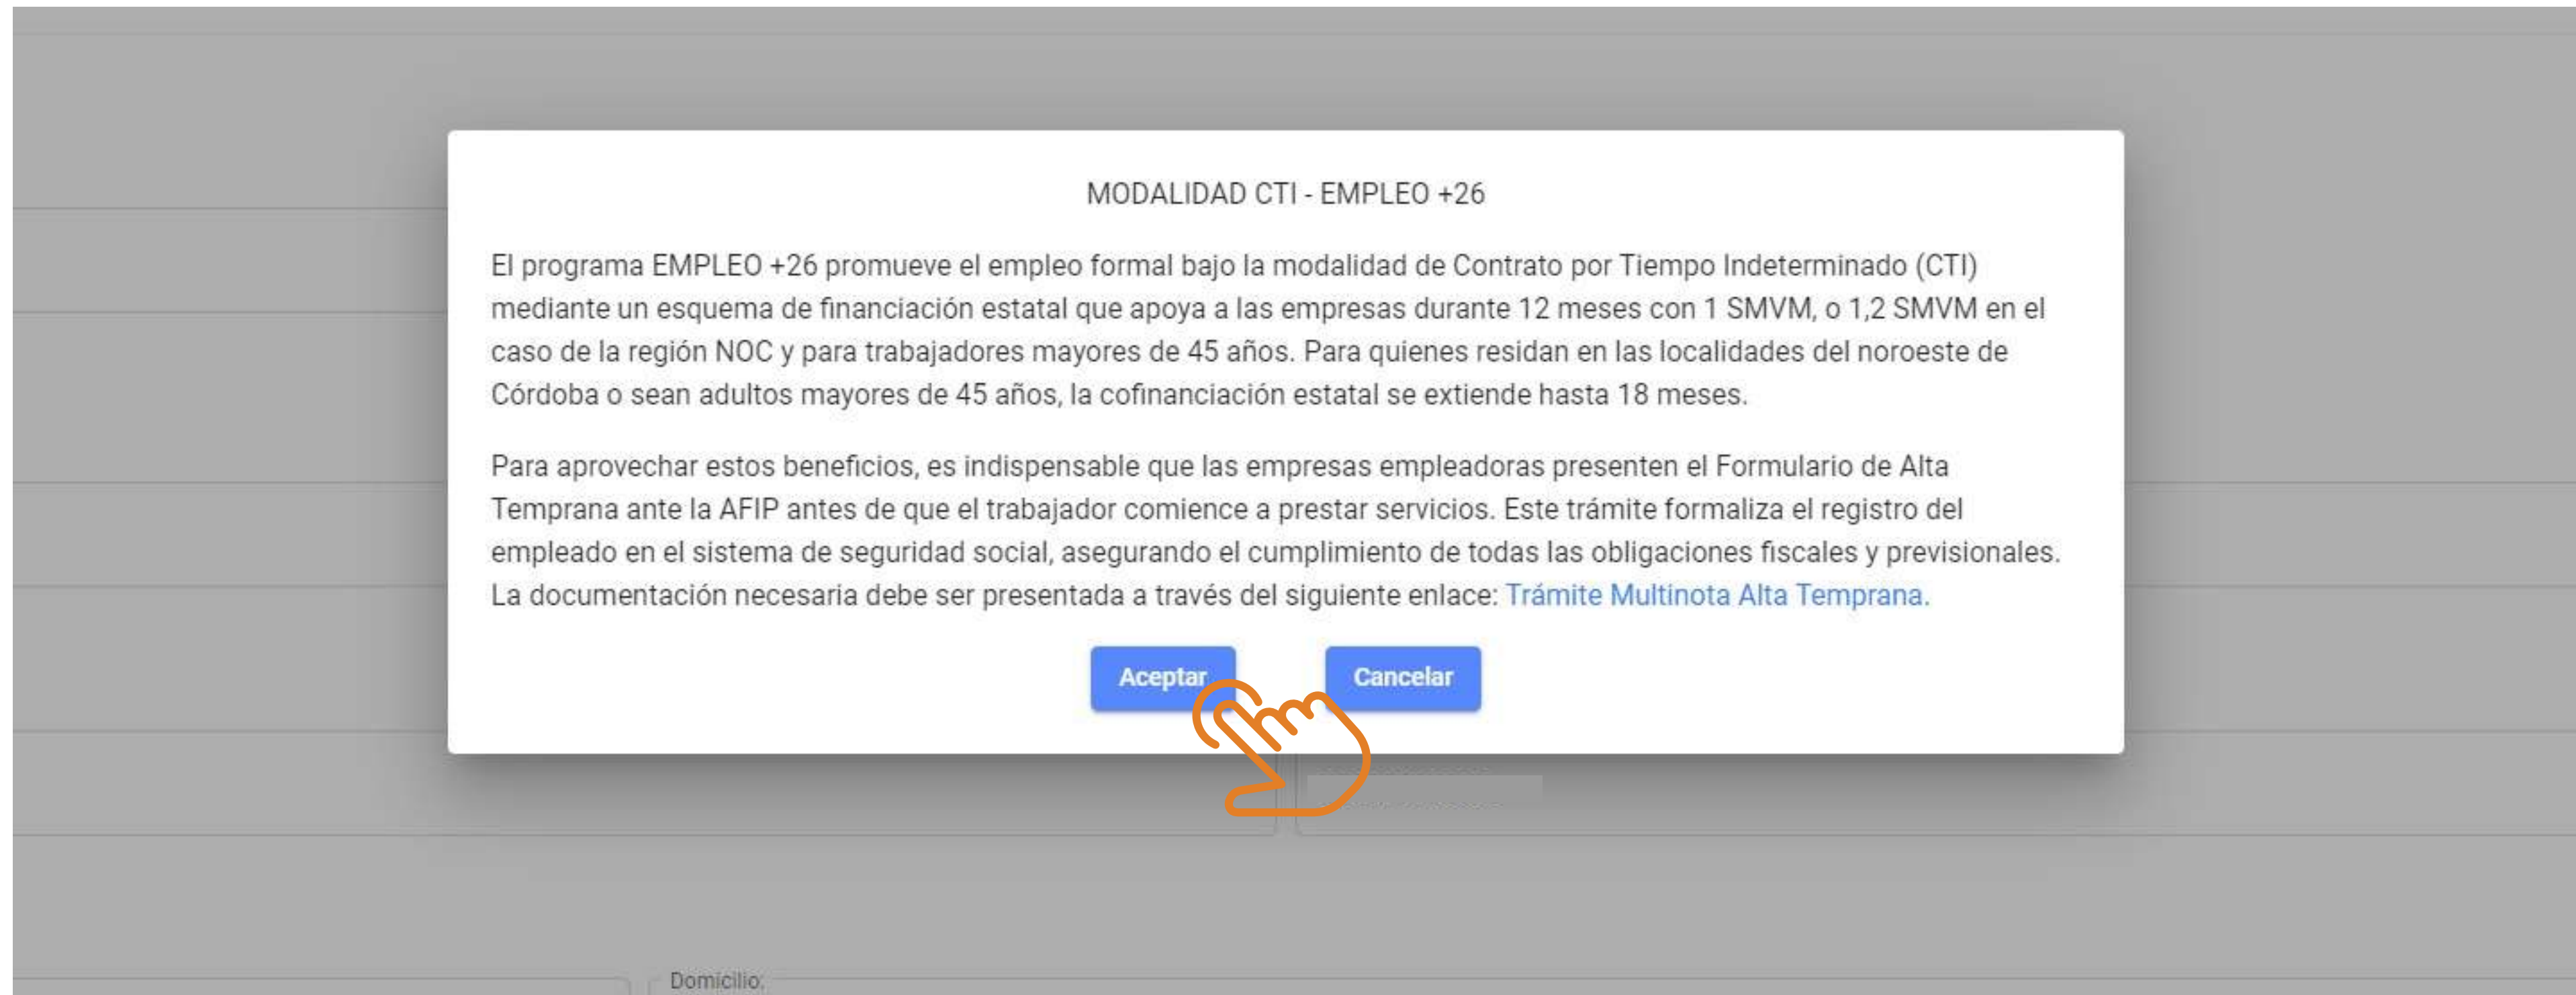 MODALIDAD CTI - EMPLEO +26
El programa EMPLEO +26 promueve el empleo formal bajo la modalidad de Contrato por Tiempo Indeterminado (CTI)
mediante un esquema de financiación estatal que apoya a las empresas durante 12 meses con 1 SMVM, o 1,2 SMVM en el
caso de la región NOC y para trabajadores mayores de 45 años. Para quienes residan en las localidades del noroeste de
Córdoba o sean adultos mayores de 45 años, la cofinanciación estatal se extiende hasta 18 meses.
Para aprovechar estos beneficios, es indispensable que las empresas empleadoras presenten el Formulario de Alta
Temprana ante la AFIP antes de que el trabajador comience a prestar servicios. Este trámite formaliza el registro del
empleado en el sistema de seguridad social, asegurando el cumplimiento de todas las obligaciones fiscales y previsionales.
La documentación necesaria debe ser presentada a través del siguiente enlace: Trámite Multinota Alta Temprana.
Aceptar Cancelar
Domicilio: